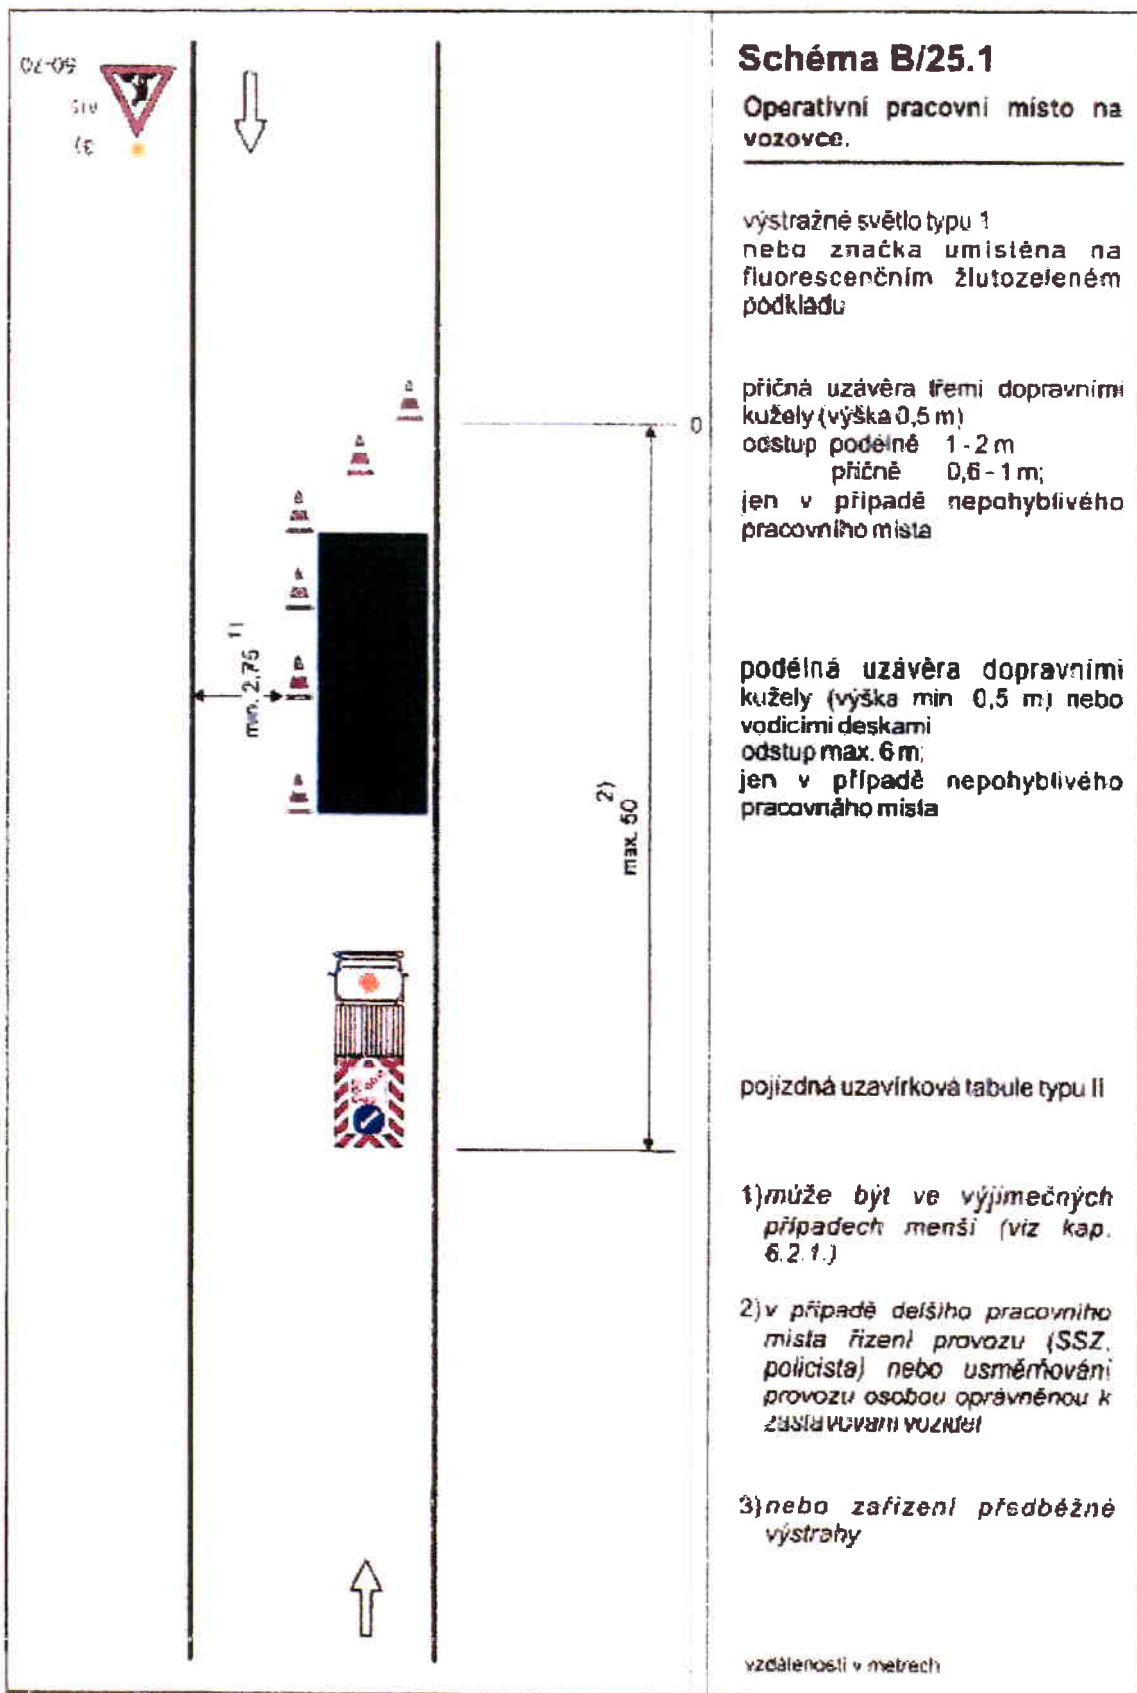 50-70
A15
3)
min. 2,75 1)
0
max. 50 2)
Schéma B/25.1
Operativní pracovní místo na
vozovce.
výstražné světlo typu 1
nebo značka umístěna na
fluorescenčním žlutozeleném
podkladu
příčná uzávěra třemi dopravními
kužely (výška 0,5 m)
odstup podélně 1 - 2 m
příčně 0,6 - 1 m;
jen v případě nepohyblivého
pracovního místa
podélná uzávěra dopravními
kužely (výška min 0,5 m) nebo
vodicími deskami
odstup max. 6 m;
jen v případě nepohyblivého
pracovného místa
pojízdná uzavírková tabule typu II
1) může být ve výjimečných
případech menší (viz kap.
6.2.1.)
2) v případě delšího pracovního
místa řízení provozu (SSZ,
policista) nebo usměrňování
provozu osobou oprávněnou k
zastavování vozidel
3) nebo zařízení předběžné
výstrahy
vzdálenosti v metrech